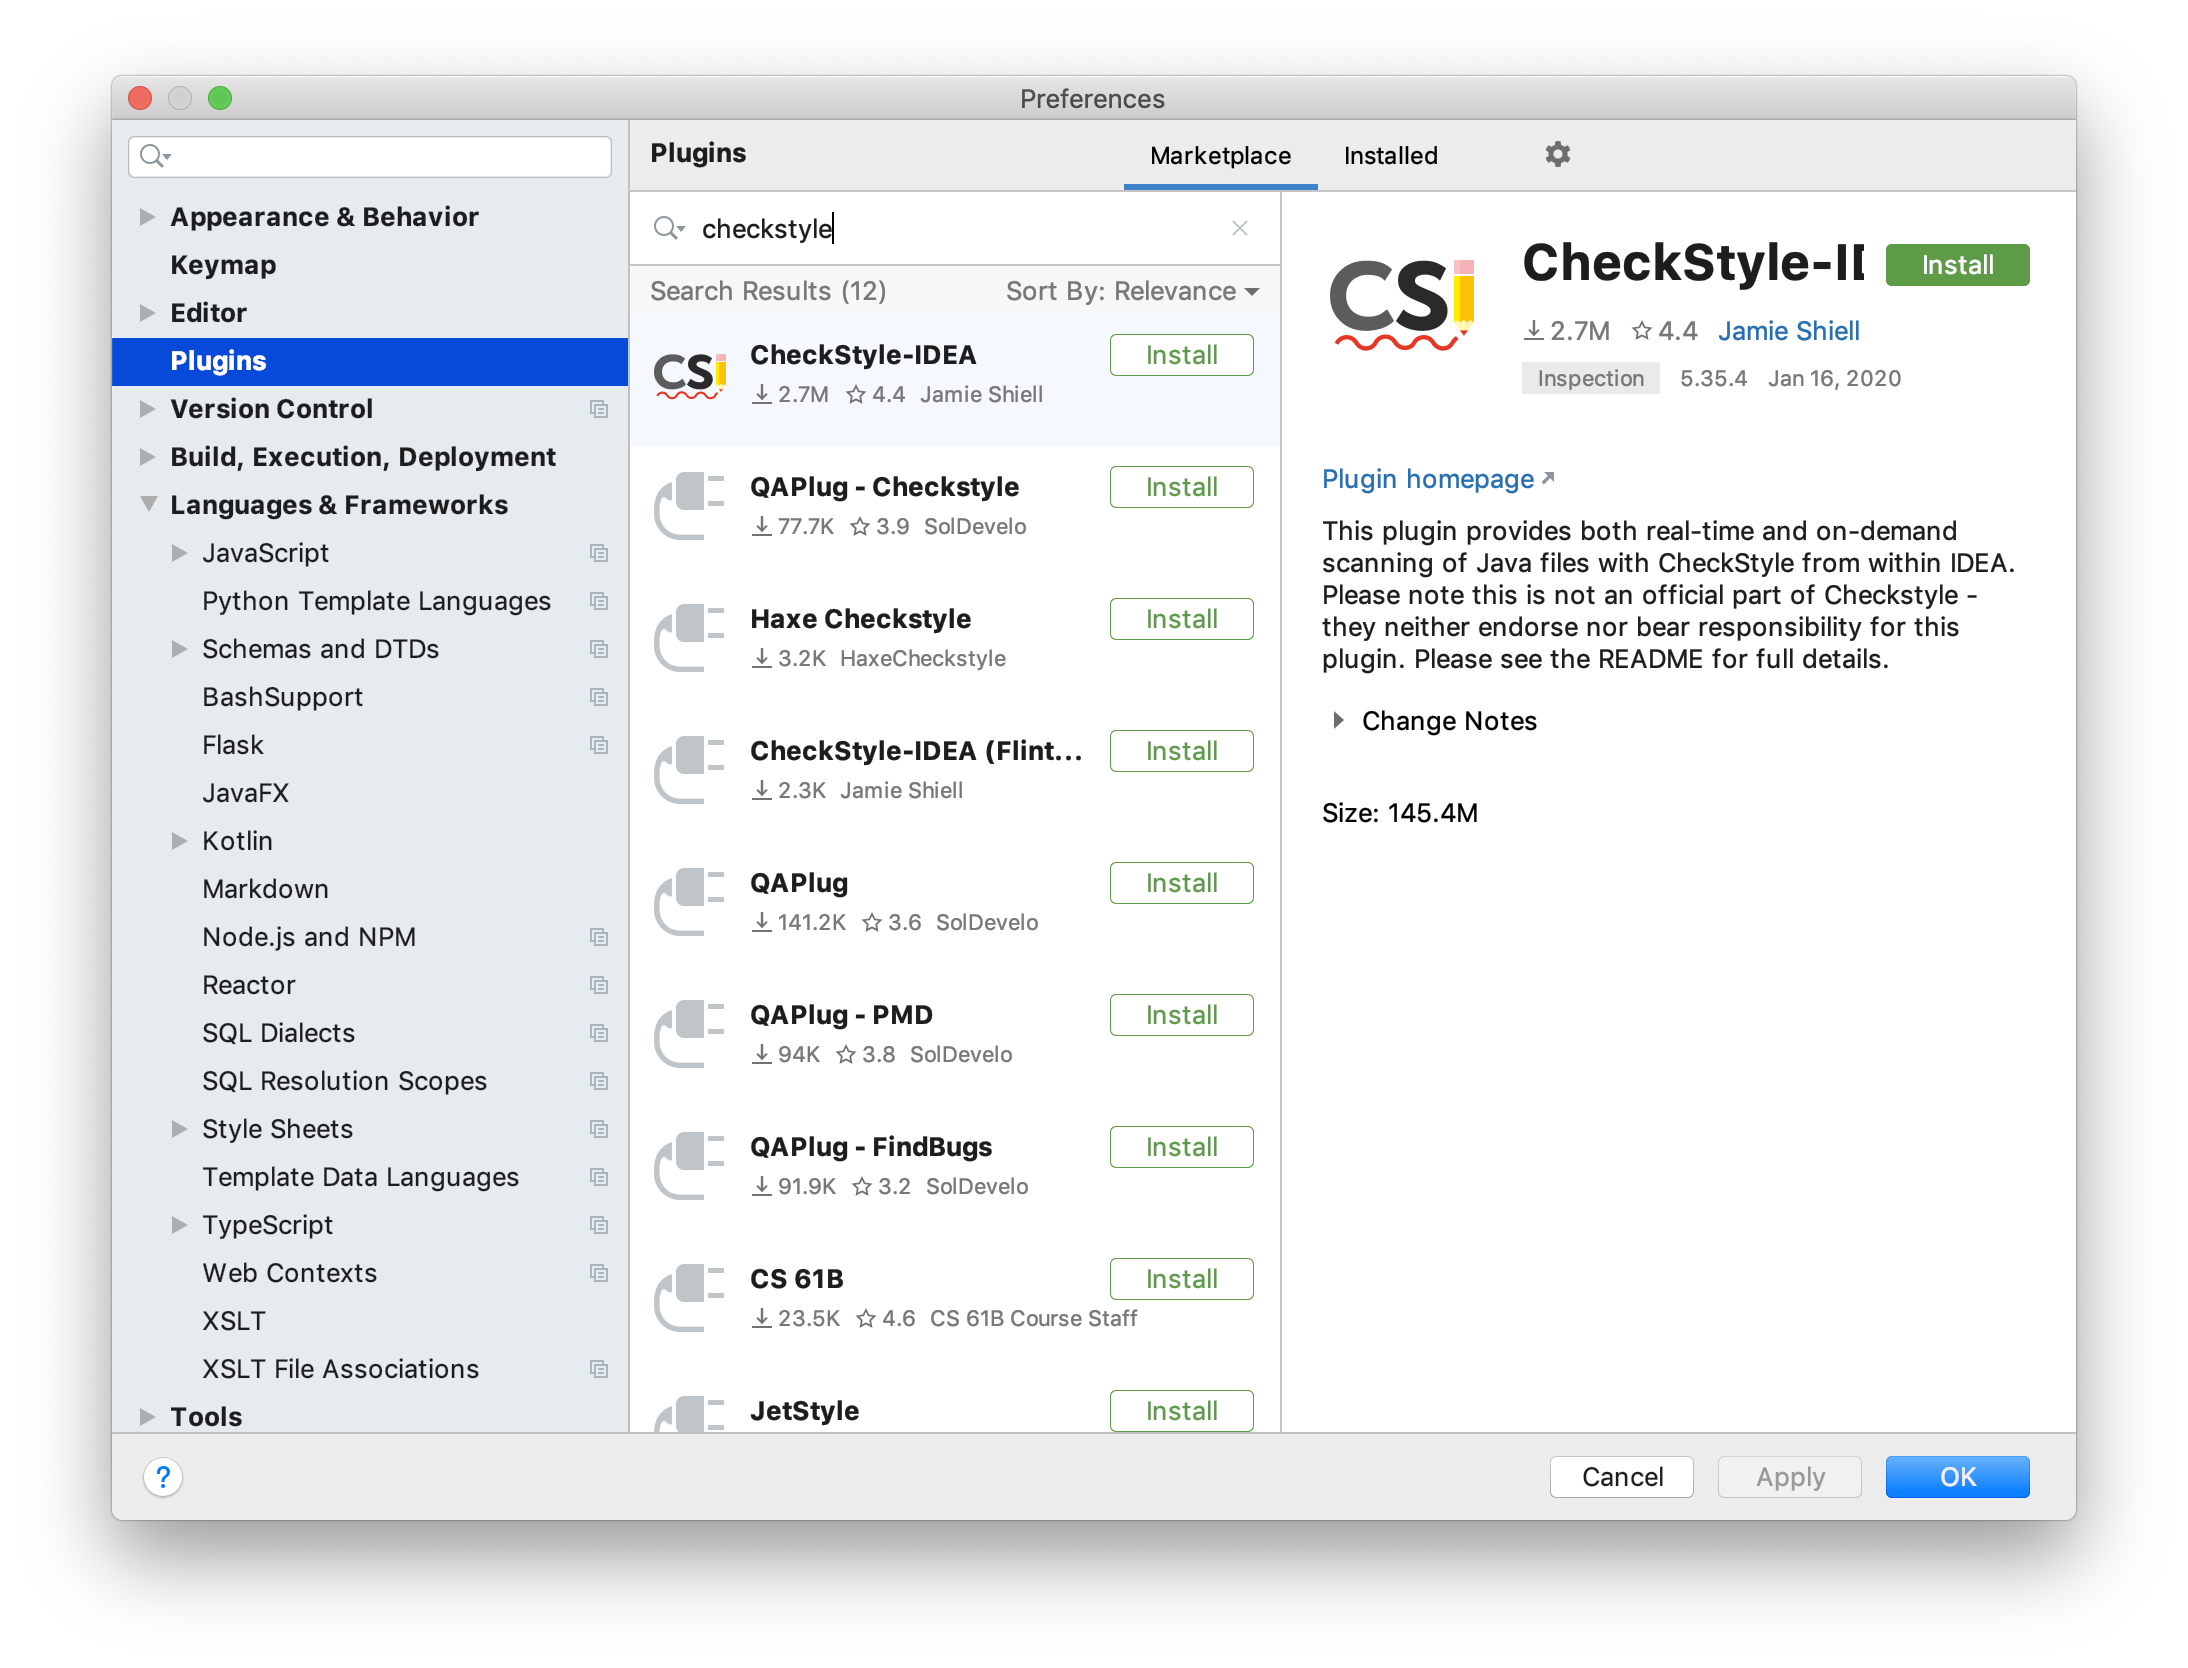 Preferences
Appearance & Behavior
Keymap
Editor
Plugins
Version Control
Build, Execution, Deployment
Languages & Frameworks
JavaScript
Python Template Languages
Schemas and DTDs
BashSupport
Flask
JavaFX
Kotlin
Markdown
Node.js and NPM
Reactor
SQL Dialects
SQL Resolution Scopes
Style Sheets
Template Data Languages
TypeScript
Web Contexts
XSLT
XSLT File Associations
Tools
Plugins
Marketplace
Installed
checkstyle
Search Results (12)
Sort By: Relevance
CSi
CheckStyle-IDEA
Install
2.7M 4.4 Jamie Shiell
QAPlug - Checkstyle
Install
77.7K 3.9 SolDevelo
Haxe Checkstyle
Install
3.2K HaxeCheckstyle
CheckStyle-IDEA (Flint...
Install
2.3K Jamie Shiell
QAPlug
Install
141.2K 3.6 SolDevelo
QAPlug - PMD
Install
94K 3.8 SolDevelo
QAPlug - FindBugs
Install
91.9K 3.2 SolDevelo
CS 61B
Install
23.5K 4.6 CS 61B Course Staff
JetStyle
Install
CSi
CheckStyle-II
Install
2.7M 4.4 Jamie Shiell
Inspection 5.35.4 Jan 16, 2020
Plugin homepage
This plugin provides both real-time and on-demand
scanning of Java files with CheckStyle from within IDEA.
Please note this is not an official part of Checkstyle -
they neither endorse nor bear responsibility for this
plugin. Please see the README for full details.
Change Notes
Size: 145.4M
?
Cancel
Apply
OK